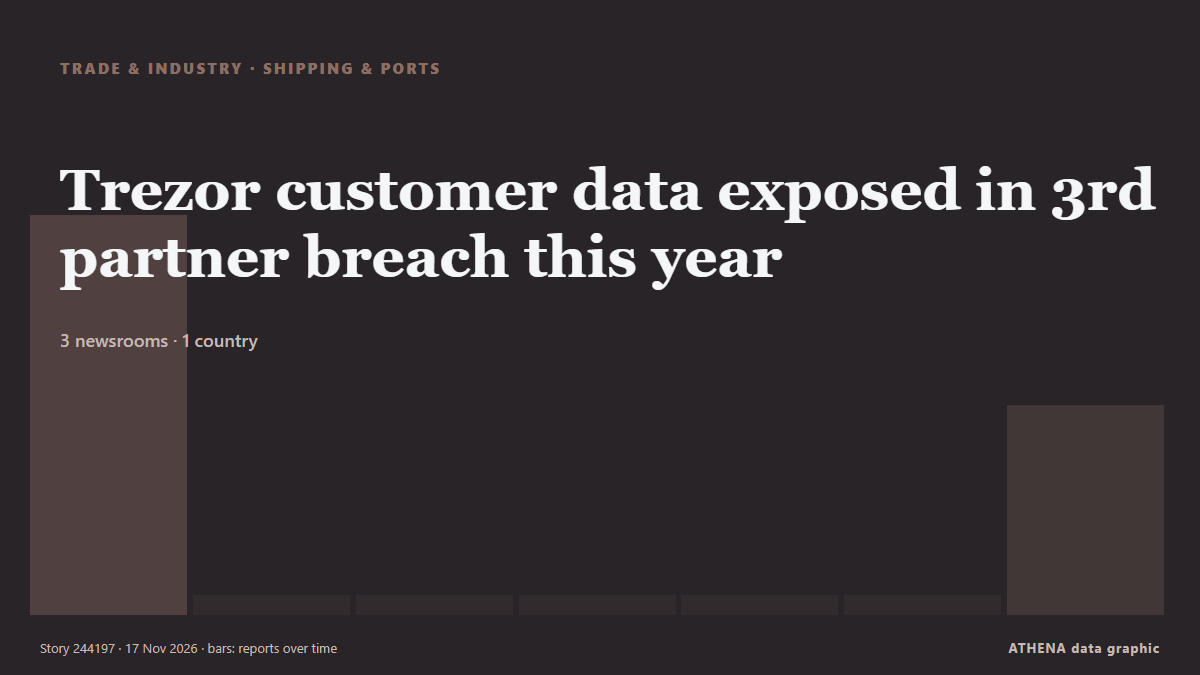 TRADE & INDUSTRY · SHIPPING & PORTS
Trezor customer data exposed in 3rd
partner breach this year
3 newsrooms · 1 country
Story 244197 · 17 Nov 2026 · bars: reports over time
ATHENA data graphic